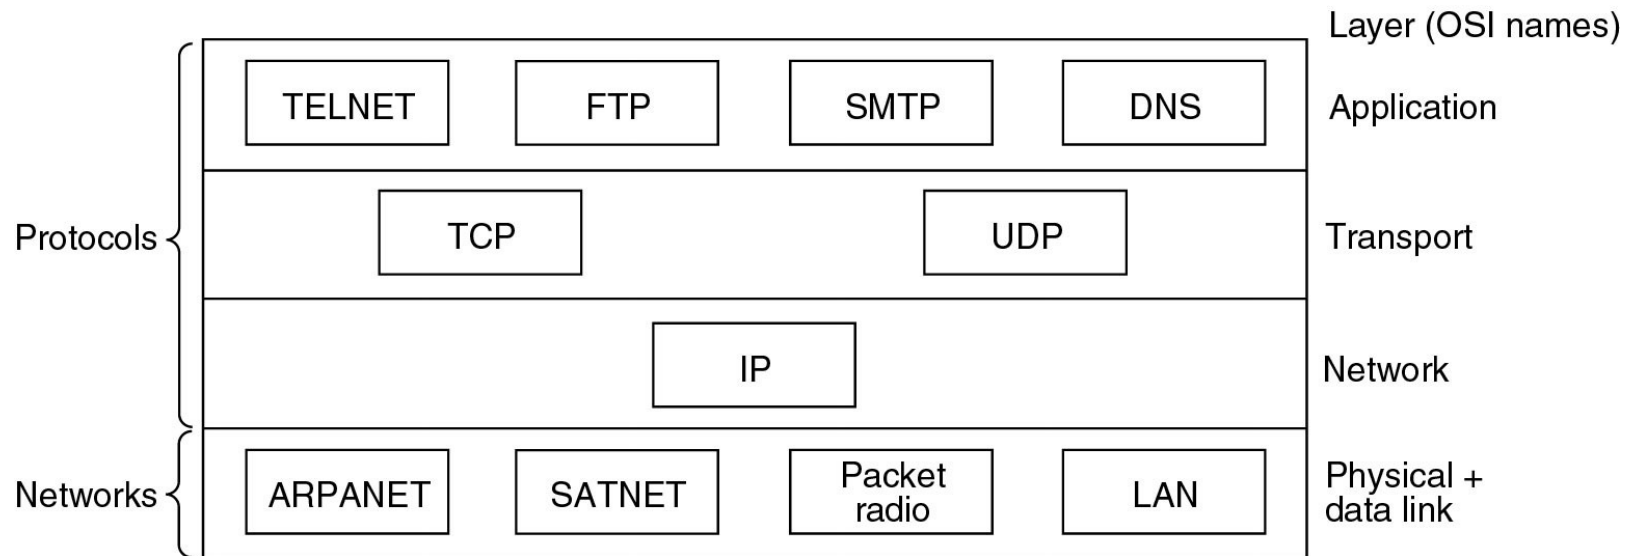 Layer (OSI names)
TELNET FTP SMTP DNS Application
Protocols TCP UDP Transport
IP Network
Networks ARPANET SATNET Packet radio LAN Physical +
data link